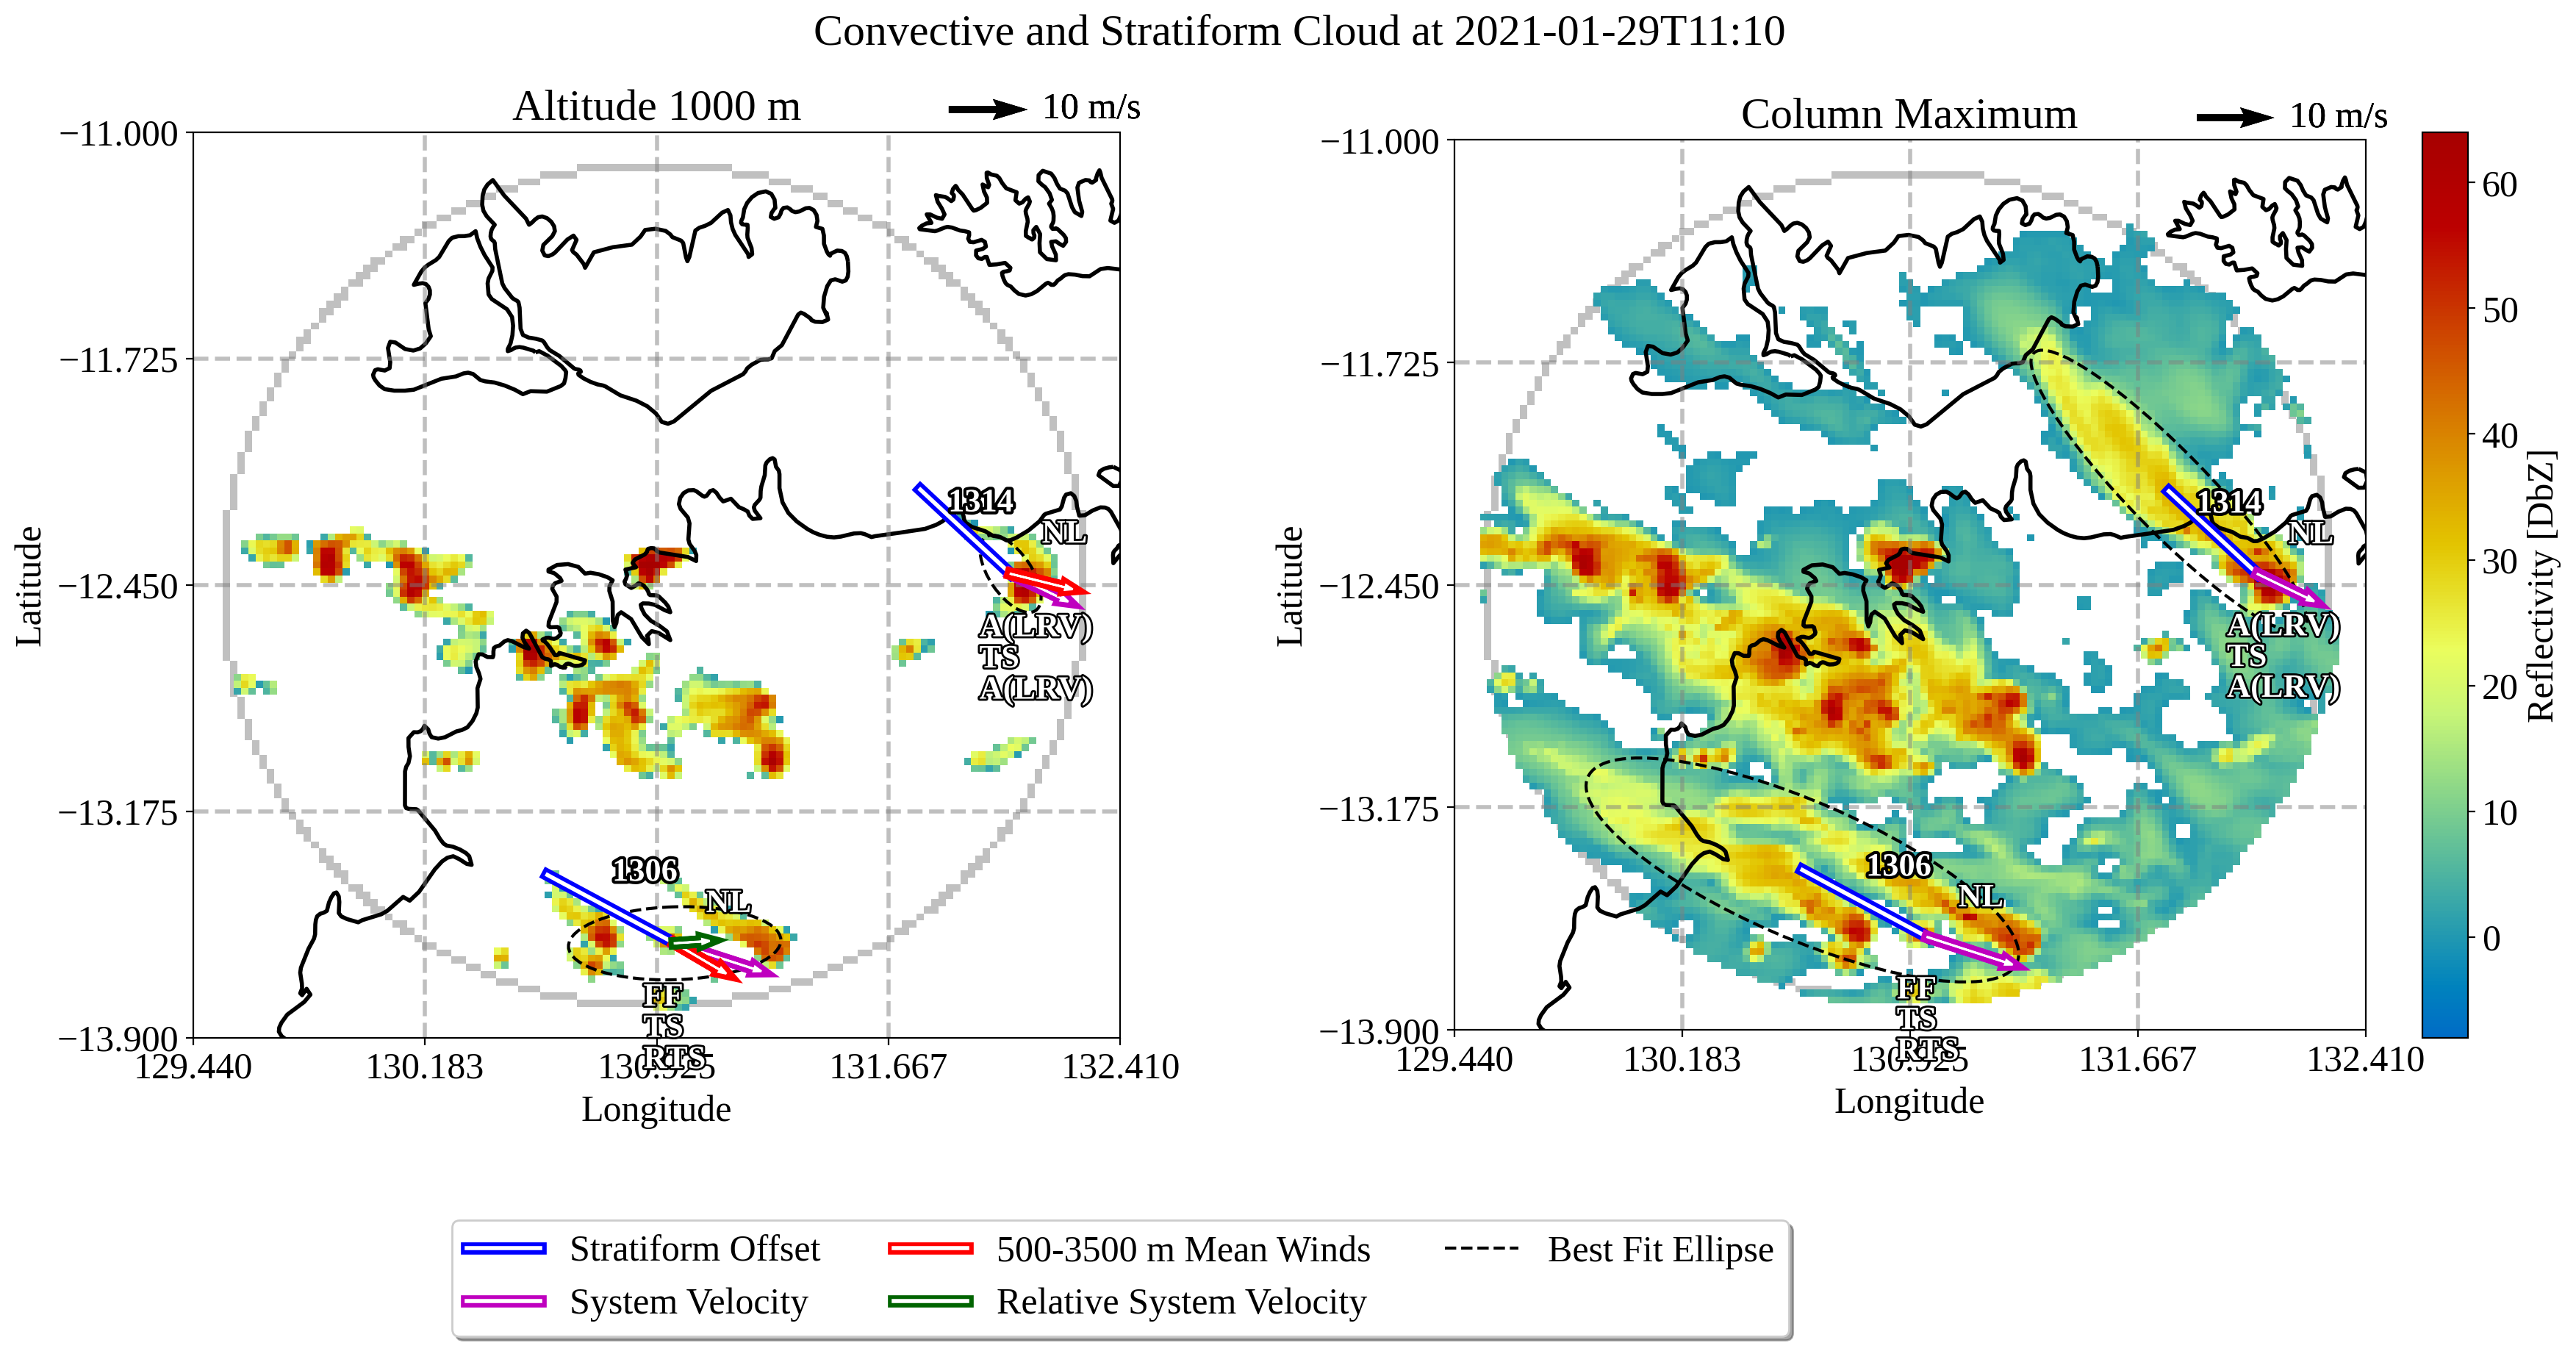 Convective and Stratiform Cloud at 2021-01-29T11:10
Altitude 1000 m
10 m/s
−11.000
−11.725
−12.450
−13.175
−13.900
Latitude
129.440
130.183
130.925
131.667
132.410
Longitude
1314
NL
A(LRV)
TS
A(LRV)
1306
NL
FF
TS
RTS
Column Maximum
10 m/s
−11.000
−11.725
−12.450
−13.175
−13.900
Latitude
129.440
130.183
130.925
131.667
132.410
Longitude
1314
NL
A(LRV)
TS
A(LRV)
1306
NL
FF
TS
RTS
60
50
40
30
20
10
0
Reflectivity [DbZ]
Stratiform Offset
System Velocity
500-3500 m Mean Winds
Relative System Velocity
Best Fit Ellipse